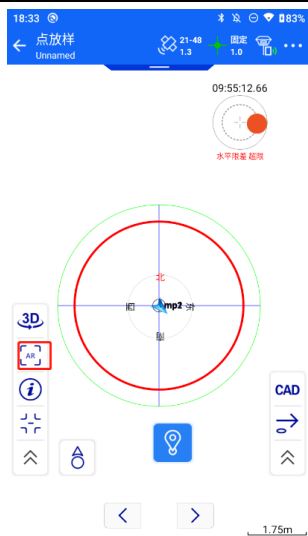 18:33
83%
点放样
Unnamed
21-48
1.3
固定
1.0
09:55:12.66
水平限差 超限
北
西
mp2
东
南
3D
AR
i
CAD
1.75m